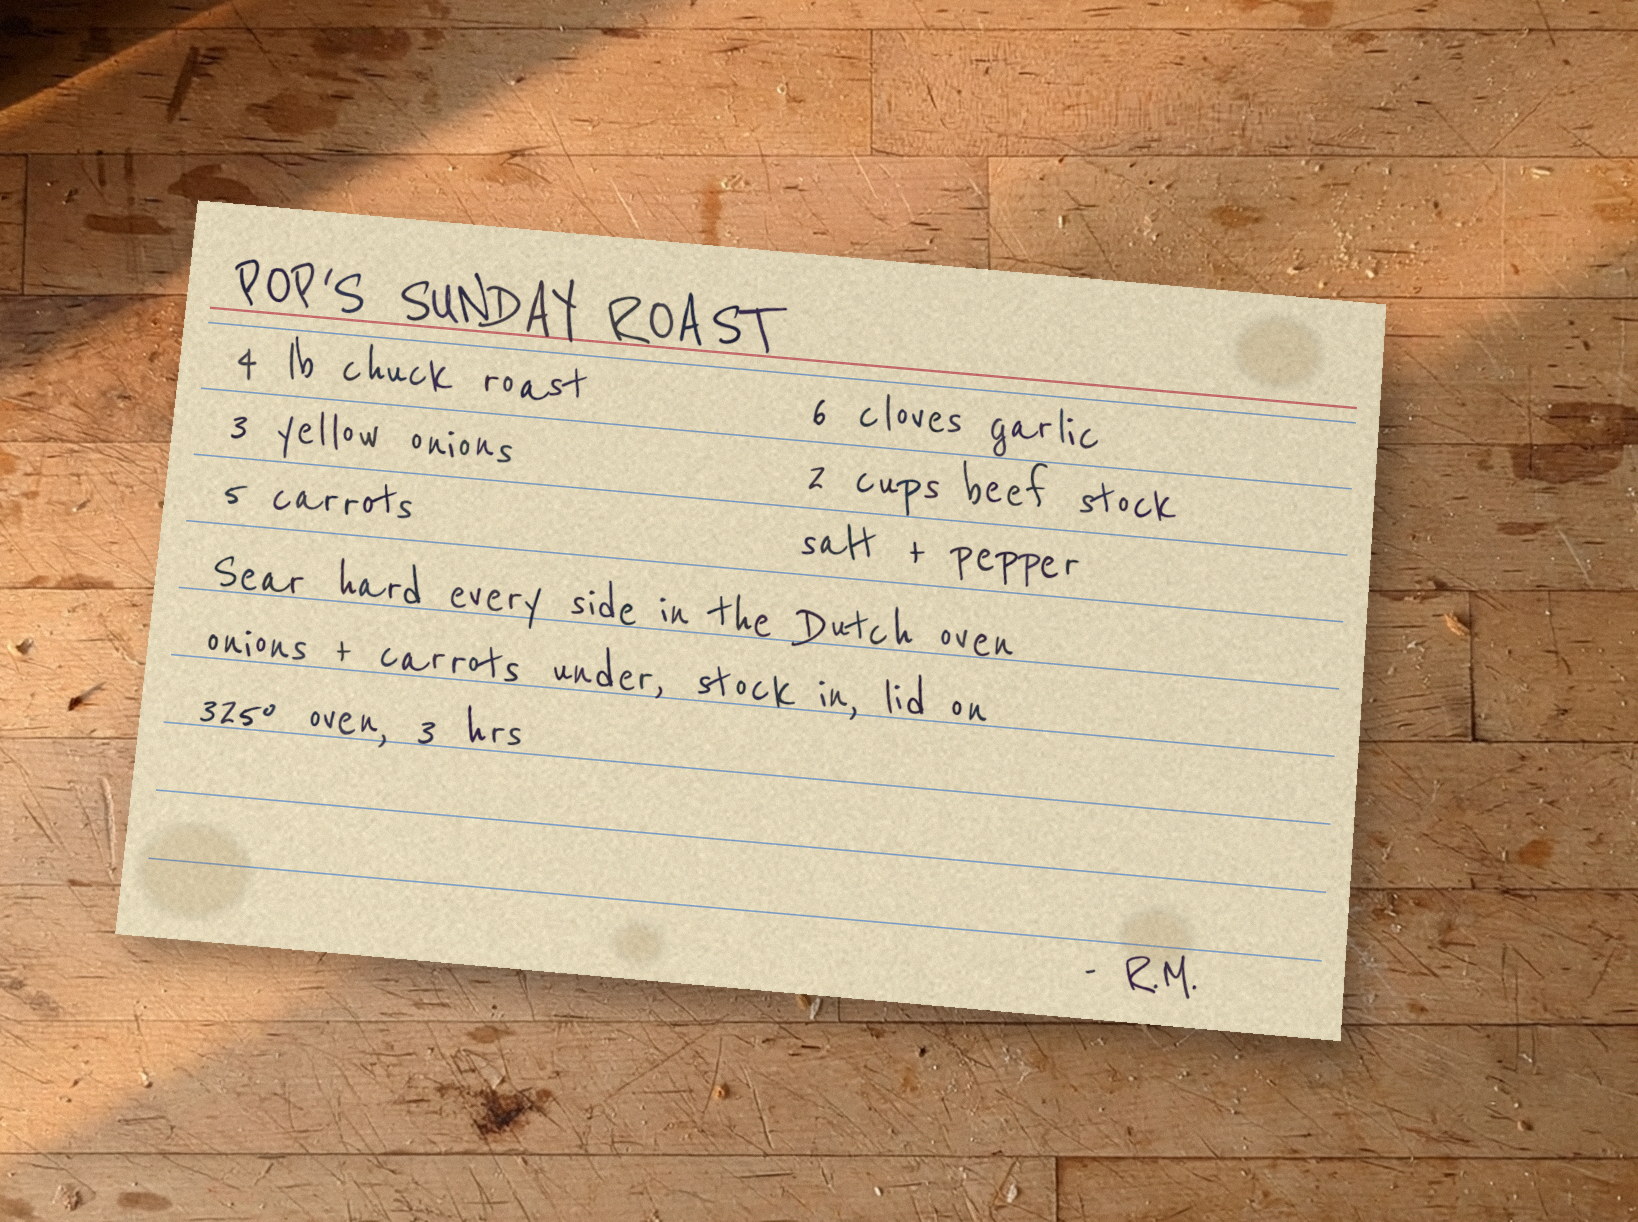 POP'S SUNDAY ROAST
4 lb chuck roast
3 yellow onions
5 carrots
6 cloves garlic
2 cups beef stock
salt + pepper
Sear hard every side in the Dutch oven
onions + carrots under, stock in, lid on
325° oven, 3 hrs
- R.M.